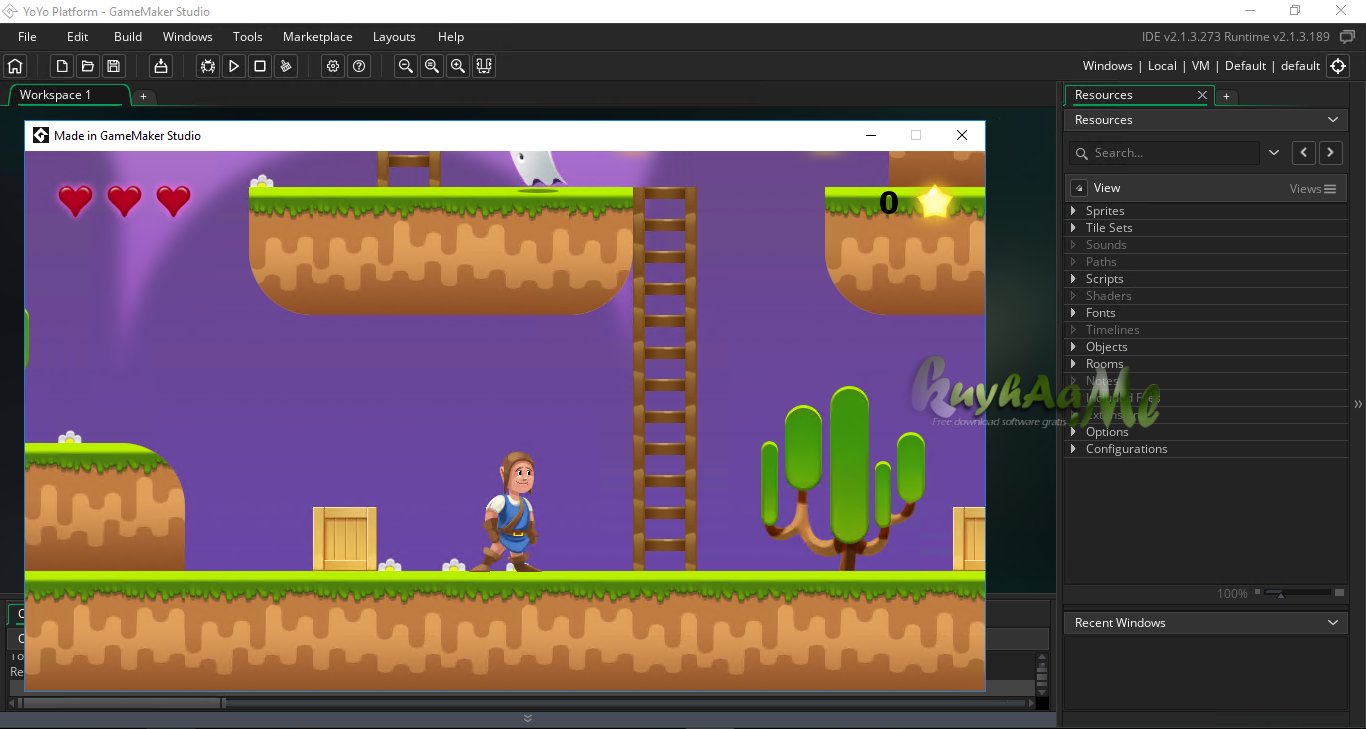 YoYo Platform - GameMaker Studio
File Edit Build Windows Tools Marketplace Layouts Help
IDE v2.1.3.273 Runtime v2.1.3.189
Windows | Local | VM | Default | default
Workspace 1 +
Resources +
Made in GameMaker Studio
Resources
Search...
0
View Views
Sprites
Tile Sets
Sounds
Paths
Scripts
Shaders
Fonts
Timelines
Objects
Rooms
Notes
Included Files
Extensions
kuyhAaMe
Free download software gratis
Options
Configurations
100%
Recent Windows
Re